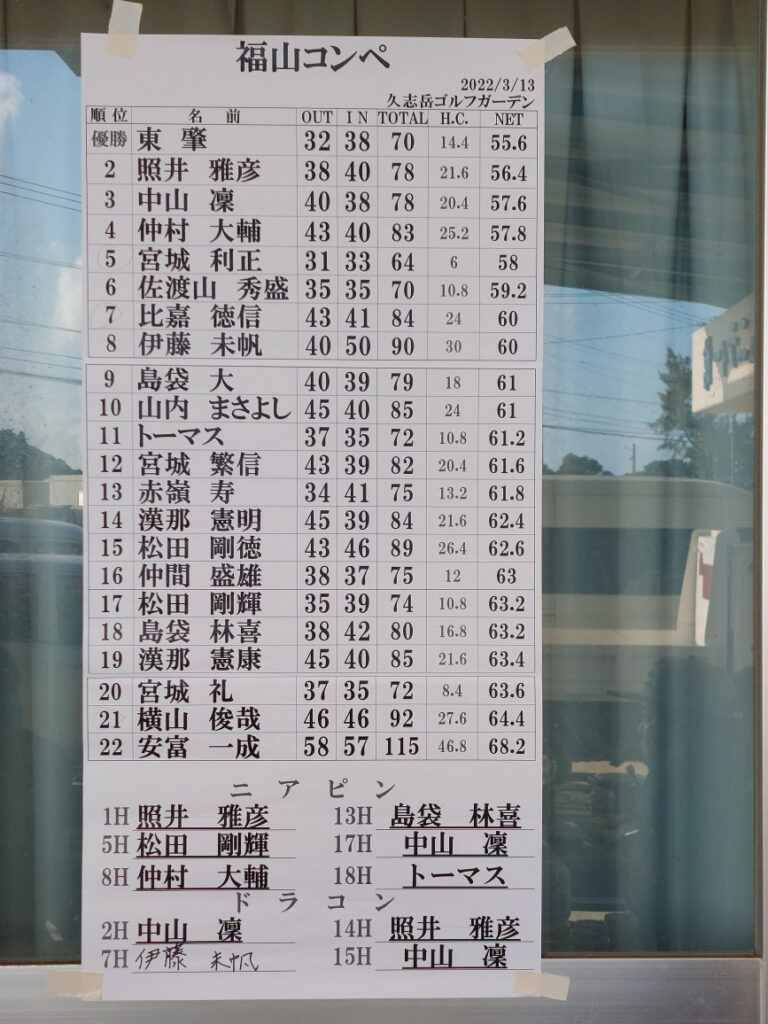 福山コンペ
2022/3/13
久志岳ゴルフガーデン
順位 名 前 OUT IN TOTAL H.C. NET
優勝 東 肇 32 38 70 14.4 55.6
2 照井 雅彦 38 40 78 21.6 56.4
3 中山 凜 40 38 78 20.4 57.6
4 仲村 大輔 43 40 83 25.2 57.8
5 宮城 利正 31 33 64 6 58
6 佐渡山 秀盛 35 35 70 10.8 59.2
7 比嘉 徳信 43 41 84 24 60
8 伊藤 未帆 40 50 90 30 60
9 島袋 大 40 39 79 18 61
10 山内 まさよし 45 40 85 24 61
11 トーマス 37 35 72 10.8 61.2
12 宮城 繁信 43 39 82 20.4 61.6
13 赤嶺 寿 34 41 75 13.2 61.8
14 漢那 憲明 45 39 84 21.6 62.4
15 松田 剛徳 43 46 89 26.4 62.6
16 仲間 盛雄 38 37 75 12 63
17 松田 剛輝 35 39 74 10.8 63.2
18 島袋 林喜 38 42 80 16.8 63.2
19 漢那 憲康 45 40 85 21.6 63.4
20 宮城 礼 37 35 72 8.4 63.6
21 横山 俊哉 46 46 92 27.6 64.4
22 安富 一成 58 57 115 46.8 68.2
ニアピン
1H 照井 雅彦 13H 島袋 林喜
5H 松田 剛輝 17H 中山 凜
8H 仲村 大輔 18H トーマス
ドラコン
2H 中山 凜 14H 照井 雅彦
7H 伊藤 未帆 15H 中山 凜